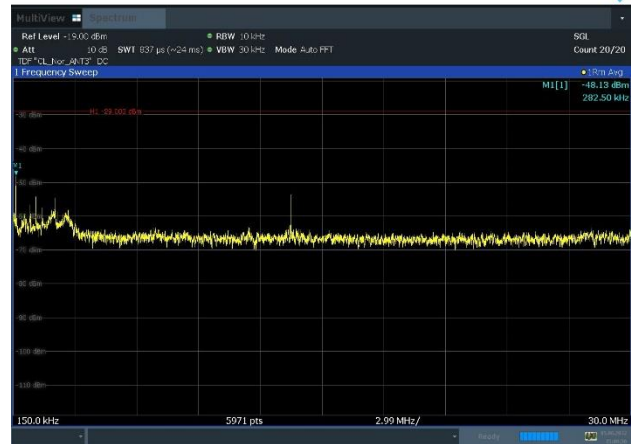 MultiView Spectrum
Ref Level -19.00 dBm RBW 10 kHz SGL
Att 10 dB SWT 837 µs (~24 ms) VBW 30 kHz Mode Auto FFT Count 20/20
TDF "CL_Nor_ANT3" DC
1 Frequency Sweep 1Rm Avg
M1[1] -48.13 dBm
282.50 kHz
H1 -29.000 dBm
-30 dBm
-40 dBm
M1
-50 dBm
-60 dBm
-70 dBm
-80 dBm
-90 dBm
-100 dBm
-110 dBm
150.0 kHz 5971 pts 2.99 MHz/ 30.0 MHz
Ready